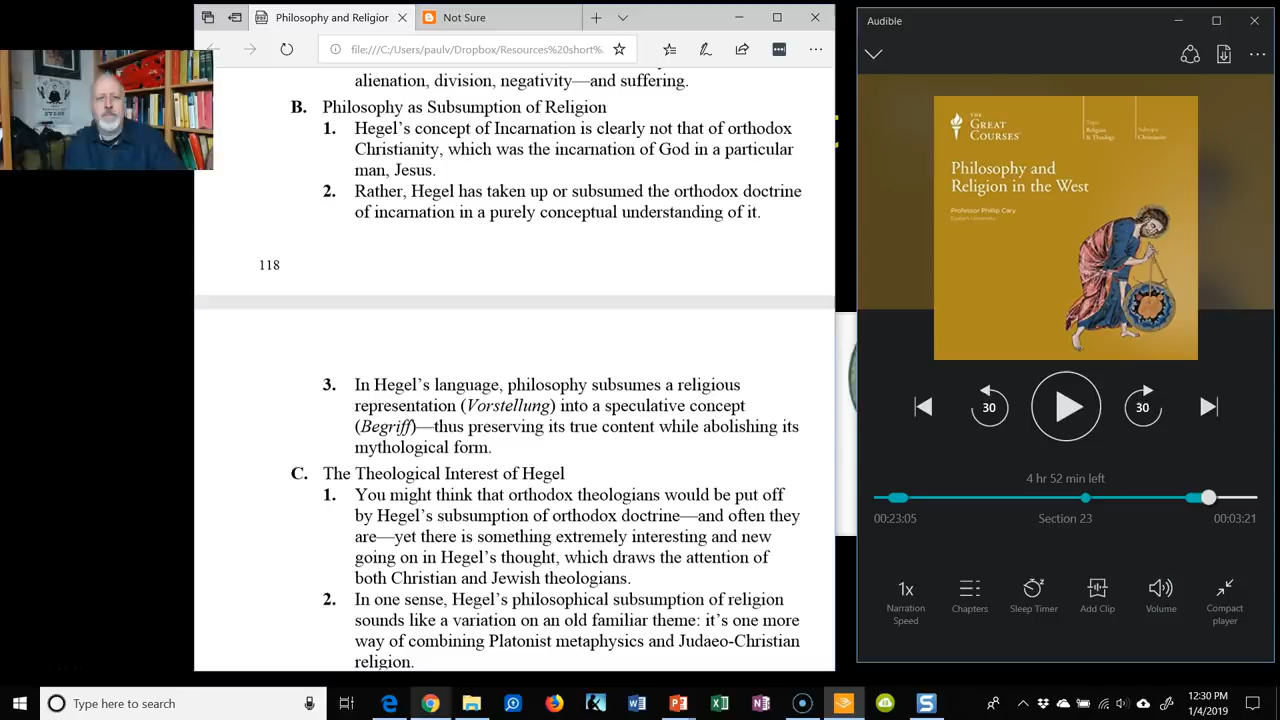 Philosophy and Religior
Not Sure
file:///C:/Users/paulv/Dropbox/Resources%20short%
alienation, division, negativity—and suffering.
B. Philosophy as Subsumption of Religion
1. Hegel's concept of Incarnation is clearly not that of orthodox
Christianity, which was the incarnation of God in a particular
man, Jesus.
2. Rather, Hegel has taken up or subsumed the orthodox doctrine
of incarnation in a purely conceptual understanding of it.
118
3. In Hegel's language, philosophy subsumes a religious
representation (Vorstellung) into a speculative concept
(Begriff)—thus preserving its true content while abolishing its
mythological form.
C. The Theological Interest of Hegel
1. You might think that orthodox theologians would be put off
by Hegel's subsumption of orthodox doctrine—and often they
are—yet there is something extremely interesting and new
going on in Hegel's thought, which draws the attention of
both Christian and Jewish theologians.
2. In one sense, Hegel's philosophical subsumption of religion
sounds like a variation on an old familiar theme: it's one more
way of combining Platonist metaphysics and Judaeo-Christian
religion.
Audible
THE
GREAT
COURSES
Topic
Religion
& Theology
Subtopic
Christianity
Philosophy and
Religion in the West
Professor Phillip Cary
Eastern University
30
30
4 hr 52 min left
00:23:05
Section 23
00:03:21
1x
Narration
Speed
Chapters
Sleep Timer
Add Clip
Volume
Compact
player
Type here to search
12:30 PM
1/4/2019